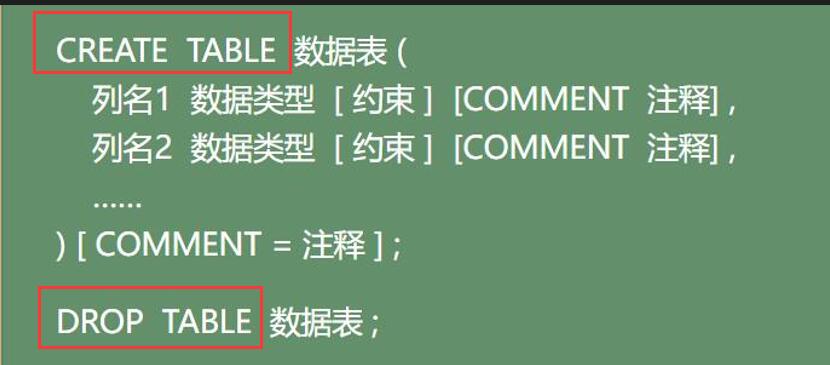 CREATE TABLE 数据表 (
列名1 数据类型 [ 约束 ] [COMMENT 注释] ,
列名2 数据类型 [ 约束 ] [COMMENT 注释] ,
......
) [ COMMENT = 注释 ] ;
DROP TABLE 数据表 ;